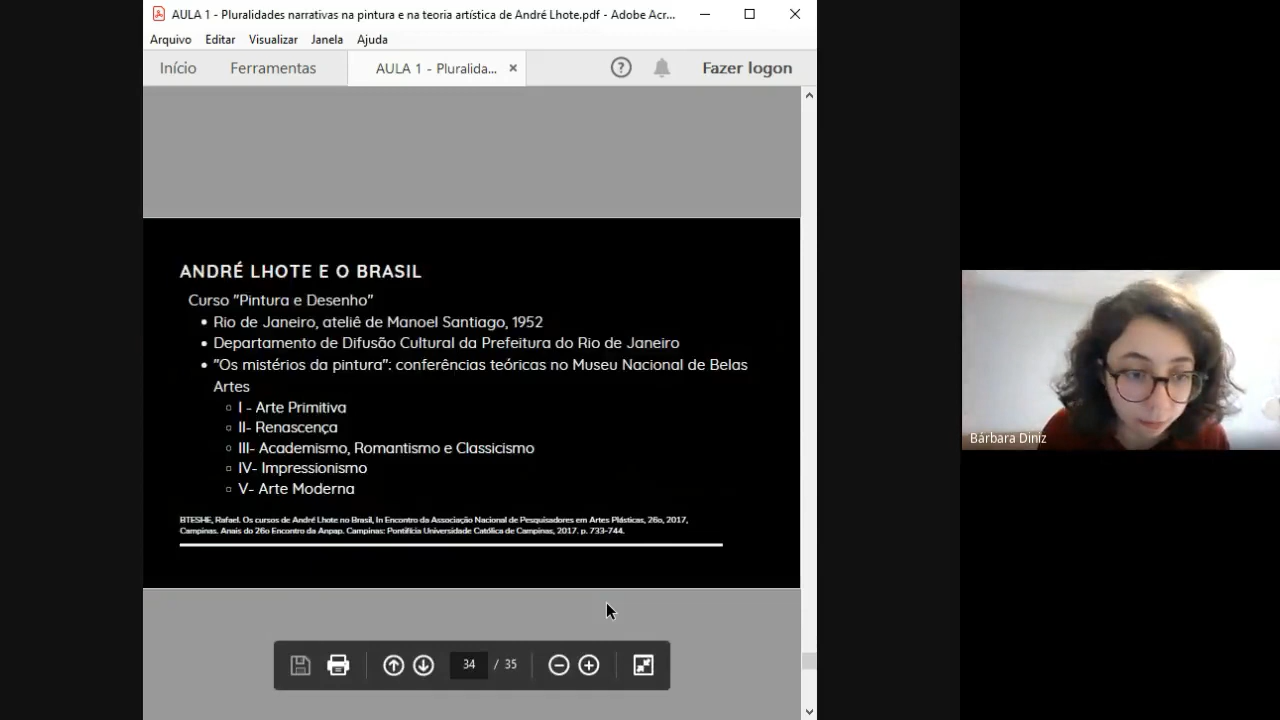 AULA 1 - Pluralidades narrativas na pintura e na teoria artística de André Lhote.pdf - Adobe Acr...
Arquivo Editar Visualizar Janela Ajuda
Início Ferramentas AULA 1 - Pluralida... × ? Fazer logon
ANDRÉ LHOTE E O BRASIL
Curso "Pintura e Desenho"
• Rio de Janeiro, ateliê de Manoel Santiago, 1952
• Departamento de Difusão Cultural da Prefeitura do Rio de Janeiro
• "Os mistérios da pintura": conferências teóricas no Museu Nacional de Belas
Artes
○ I - Arte Primitiva
○ II- Renascença
○ III- Academismo, Romantismo e Classicismo
○ IV- Impressionismo
○ V- Arte Moderna
BTESHE, Rafael. Os cursos de André Lhote no Brasil, In Encontro da Associação Nacional de Pesquisadores em Artes Plásticas, 26o, 2017,
Campinas. Anais do 26o Encontro da Anpap. Campinas: Pontifícia Universidade Católica de Campinas, 2017. p. 733-744.
34 / 35
Bárbara Diniz